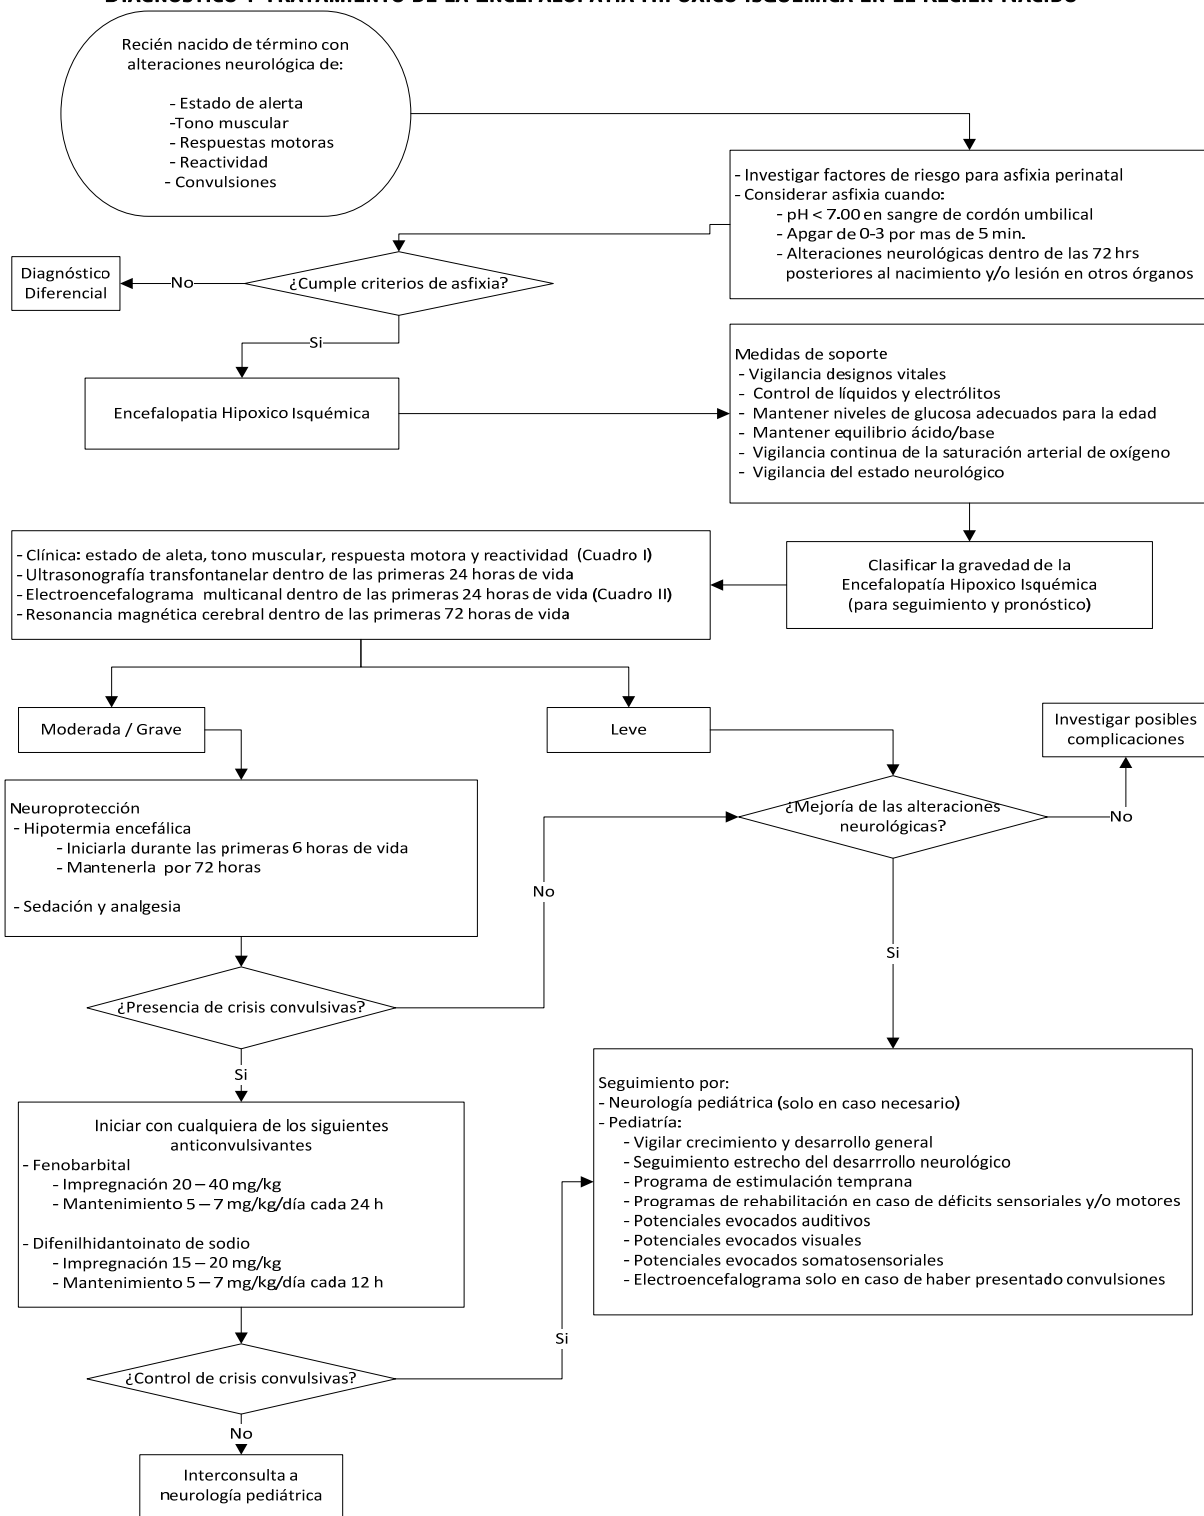 DIAGNÓSTICO Y TRATAMIENTO DE LA ENCEFALOPATÍA HIPÓXICO ISQUÉMICA EN EL RECIÉN NACIDO
Recién nacido de término con
alteraciones neurológica de:
- Estado de alerta
-Tono muscular
- Respuestas motoras
- Reactividad
- Convulsiones
- Investigar factores de riesgo para asfixia perinatal
- Considerar asfixia cuando:
- pH < 7.00 en sangre de cordón umbilical
- Apgar de 0-3 por mas de 5 min.
- Alteraciones neurológicas dentro de las 72 hrs
posteriores al nacimiento y/o lesión en otros órganos
¿Cumple criterios de asfixia?
No
Diagnóstico
Diferencial
Si
Encefalopatia Hipoxico Isquémica
Medidas de soporte
- Vigilancia designos vitales
- Control de líquidos y electrólitos
- Mantener niveles de glucosa adecuados para la edad
- Mantener equilibrio ácido/base
- Vigilancia continua de la saturación arterial de oxígeno
- Vigilancia del estado neurológico
Clasificar la gravedad de la
Encefalopatía Hipoxico Isquémica
(para seguimiento y pronóstico)
- Clínica: estado de aleta, tono muscular, respuesta motora y reactividad (Cuadro I)
- Ultrasonografía transfontanelar dentro de las primeras 24 horas de vida
- Electroencefalograma multicanal dentro de las primeras 24 horas de vida (Cuadro II)
- Resonancia magnética cerebral dentro de las primeras 72 horas de vida
Moderada / Grave
Leve
Investigar posibles
complicaciones
Neuroprotección
- Hipotermia encefálica
- Iniciarla durante las primeras 6 horas de vida
- Mantenerla por 72 horas
- Sedación y analgesia
¿Mejoría de las alteraciones
neurológicas?
No
No
Si
¿Presencia de crisis convulsivas?
Si
Iniciar con cualquiera de los siguientes
anticonvulsivantes
- Fenobarbital
- Impregnación 20 – 40 mg/kg
- Mantenimiento 5 – 7 mg/kg/día cada 24 h
- Difenilhidantoinato de sodio
- Impregnación 15 – 20 mg/kg
- Mantenimiento 5 – 7 mg/kg/día cada 12 h
Seguimiento por:
- Neurología pediátrica (solo en caso necesario)
- Pediatría:
- Vigilar crecimiento y desarrollo general
- Seguimiento estrecho del desarrrollo neurológico
- Programa de estimulación temprana
- Programas de rehabilitación en caso de déficits sensoriales y/o motores
- Potenciales evocados auditivos
- Potenciales evocados visuales
- Potenciales evocados somatosensoriales
- Electroencefalograma solo en caso de haber presentado convulsiones
Si
¿Control de crisis convulsivas?
No
Interconsulta a
neurología pediátrica